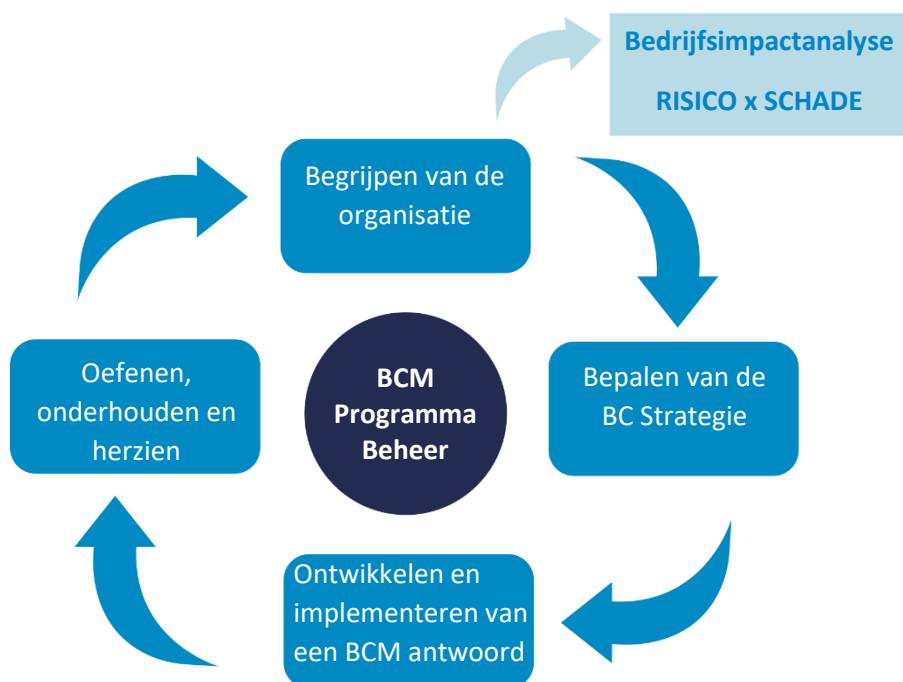 Bedrijfsimpactanalyse
RISICO x SCHADE
Begrijpen van de
organisatie
Oefenen,
onderhouden en
herzien
BCM
Programma
Beheer
Bepalen van de
BC Strategie
Ontwikkelen en
implementeren van
een BCM antwoord